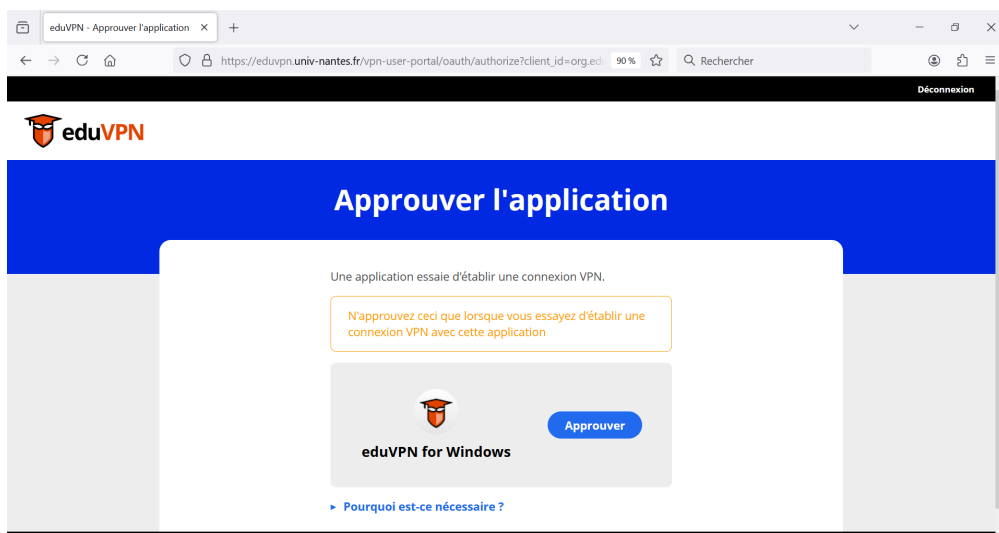 eduVPN - Approuver l'application
https://eduvpn.univ-nantes.fr/vpn-user-portal/oauth/authorize?client_id=org.ed
90 %
Rechercher
Déconnexion
eduVPN
Approuver l'application
Une application essaie d'établir une connexion VPN.
N'approuvez ceci que lorsque vous essayez d'établir une
connexion VPN avec cette application
Approuver
eduVPN for Windows
Pourquoi est-ce nécessaire ?